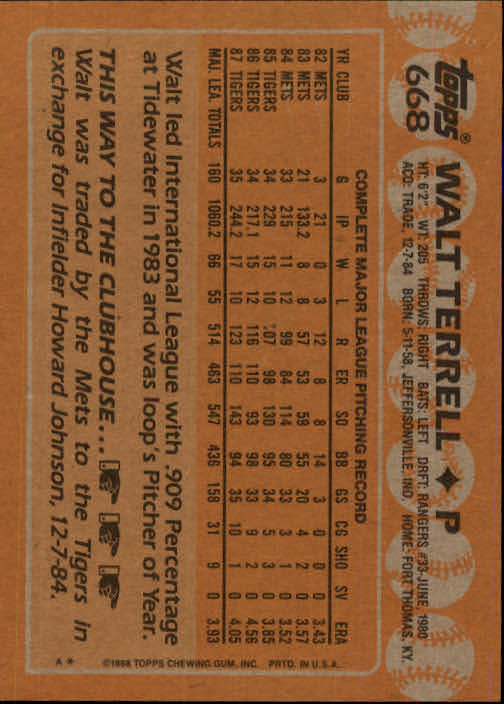 topps®
668
WALT TERRELL ♦ P
HT: 6'2" WT: 205 THROWS: RIGHT BATS: LEFT DRFT: RANGERS #33-JUNE, 1980
ACQ: TRADE, 12-7-84 BORN: 5-11-58, JEFFERSONVILLE, IND. HOME: FORT THOMAS, KY.
COMPLETE MAJOR LEAGUE PITCHING RECORD
YR CLUB G IP W L R ER SO BB GS CG SHO SV ERA
82 METS 3 21 0 3 12 8 8 14 3 0 0 0 3.43
83 METS 21 133.2 8 8 57 53 59 55 20 4 2 0 3.57
84 METS 33 215 11 12 99 84 114 80 33 3 1 0 3.52
85 TIGERS 34 229 15 10 107 98 130 95 34 5 3 0 3.85
86 TIGERS 34 217.1 15 12 116 110 93 98 33 9 2 0 4.56
87 TIGERS 35 244.2 17 10 123 110 143 94 35 10 1 0 4.05
MAJ. LEA. TOTALS 160 1060.2 66 55 514 463 547 436 158 31 9 0 3.93
Walt led International League with .909 Percentage
at Tidewater in 1983 and was loop's Pitcher of Year.
THIS WAY TO THE CLUBHOUSE...
Walt was traded by the Mets to the Tigers in
exchange for Infielder Howard Johnson, 12-7-84.
A* ©1988 TOPPS CHEWING GUM, INC. PRTD. IN U.S.A.